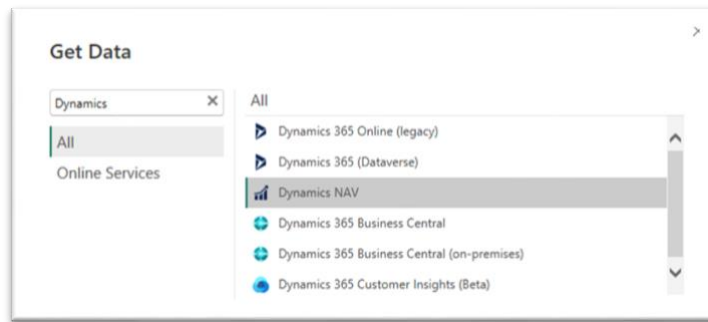 Get Data
Dynamics
All
Online Services
All
Dynamics 365 Online (legacy)
Dynamics 365 (Dataverse)
Dynamics NAV
Dynamics 365 Business Central
Dynamics 365 Business Central (on-premises)
Dynamics 365 Customer Insights (Beta)